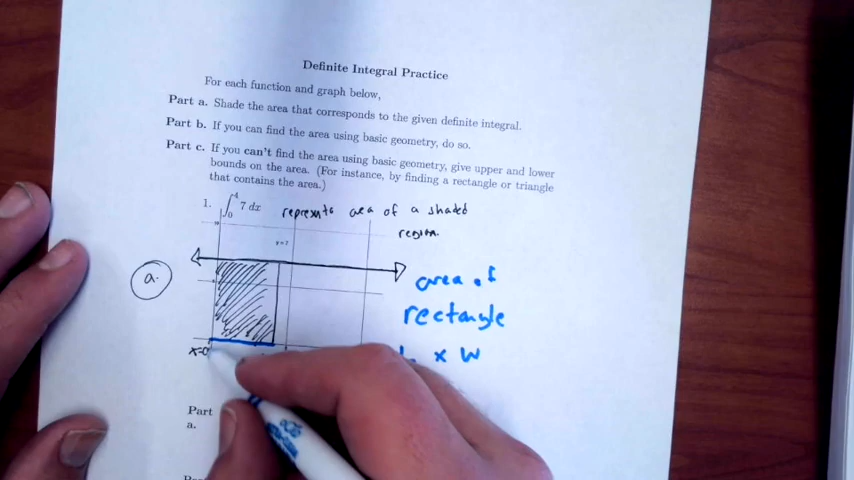 Definite Integral Practice
For each function and graph below,
Part a. Shade the area that corresponds to the given definite integral.
Part b. If you can find the area using basic geometry, do so.
Part c. If you can't find the area using basic geometry, give upper and lower
bounds on the area. (For instance, by finding a rectangle or triangle
that contains the area.)
1. ∫₀⁴ 7 dx represents area of a shaded
region.
y = 7
a.
area of
rectangle
x W
x=0
Part
a.